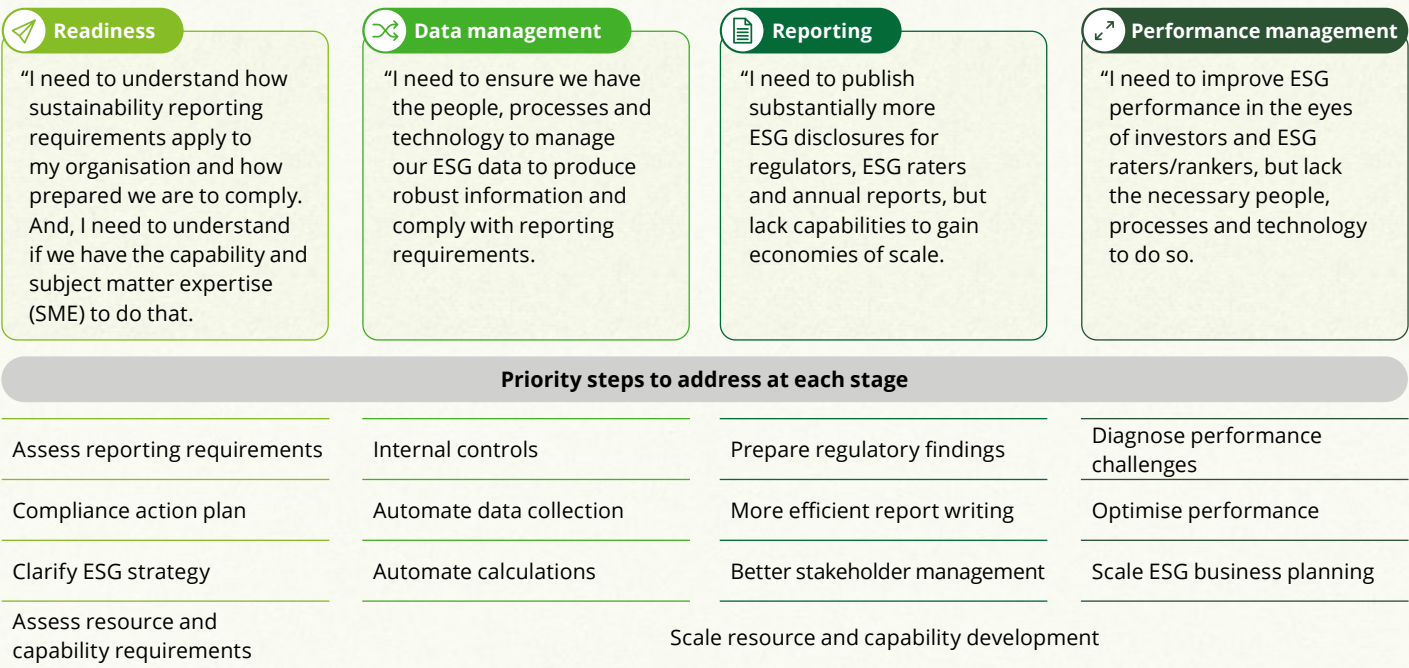 Readiness
“I need to understand how
sustainability reporting
requirements apply to
my organisation and how
prepared we are to comply.
And, I need to understand
if we have the capability and
subject matter expertise
(SME) to do that.
Data management
“I need to ensure we have
the people, processes and
technology to manage
our ESG data to produce
robust information and
comply with reporting
requirements.
Reporting
“I need to publish
substantially more
ESG disclosures for
regulators, ESG raters
and annual reports, but
lack capabilities to gain
economies of scale.
Performance management
“I need to improve ESG
performance in the eyes
of investors and ESG
raters/rankers, but lack
the necessary people,
processes and technology
to do so.
Priority steps to address at each stage
Assess reporting requirements
Compliance action plan
Clarify ESG strategy
Assess resource and
capability requirements
Internal controls
Automate data collection
Automate calculations
Prepare regulatory findings
More efficient report writing
Better stakeholder management
Diagnose performance
challenges
Optimise performance
Scale ESG business planning
Scale resource and capability development